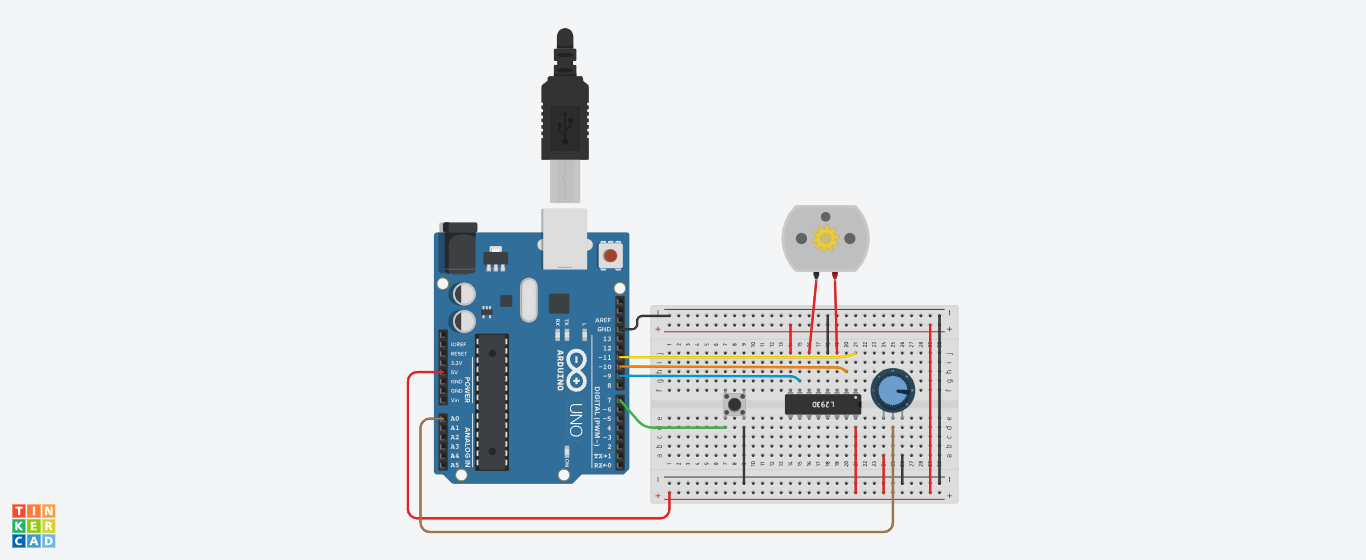 AREF
GND
13
12
~11
~10
~9
8
7
~6
~5
4
~3
2
TX→1
RX←0
DIGITAL (PWM~)
IOREF
RESET
3.3V
5V
GND
GND
Vin
POWER
A0
A1
A2
A3
A4
A5
ANALOG IN
RX
TX
L
ARDUINO
UNO
ON
L293D
TIN
KER
CAD